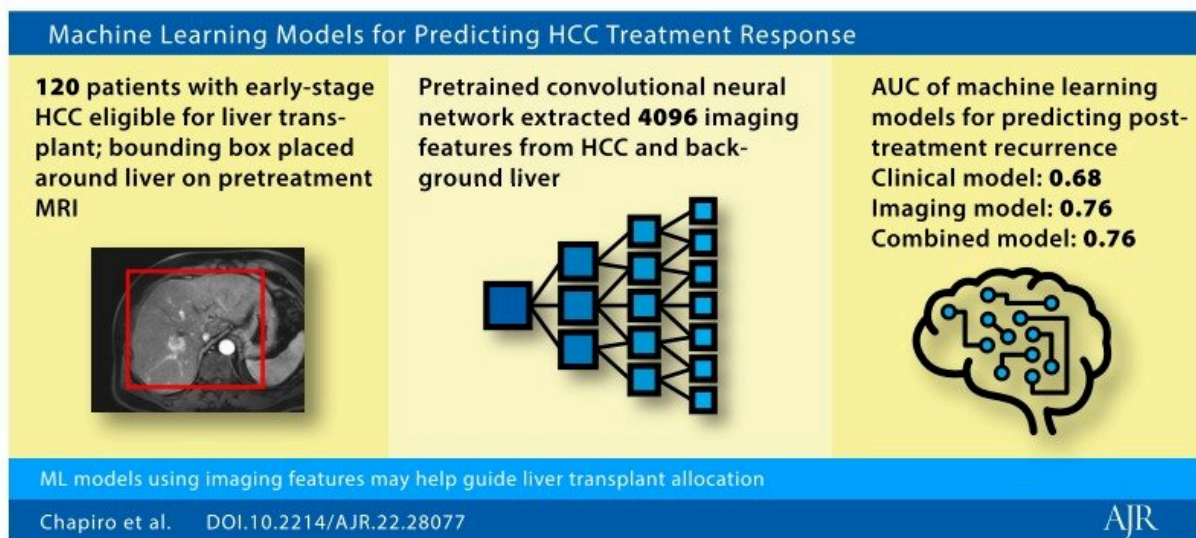 Machine Learning Models for Predicting HCC Treatment Response
120 patients with early-stage
HCC eligible for liver trans-
plant; bounding box placed
around liver on pretreatment
MRI
Pretrained convolutional neural
network extracted 4096 imaging
features from HCC and back-
ground liver
AUC of machine learning
models for predicting post-
treatment recurrence
Clinical model: 0.68
Imaging model: 0.76
Combined model: 0.76
ML models using imaging features may help guide liver transplant allocation
Chapiro et al. DOI.10.2214/AJR.22.28077
AJR